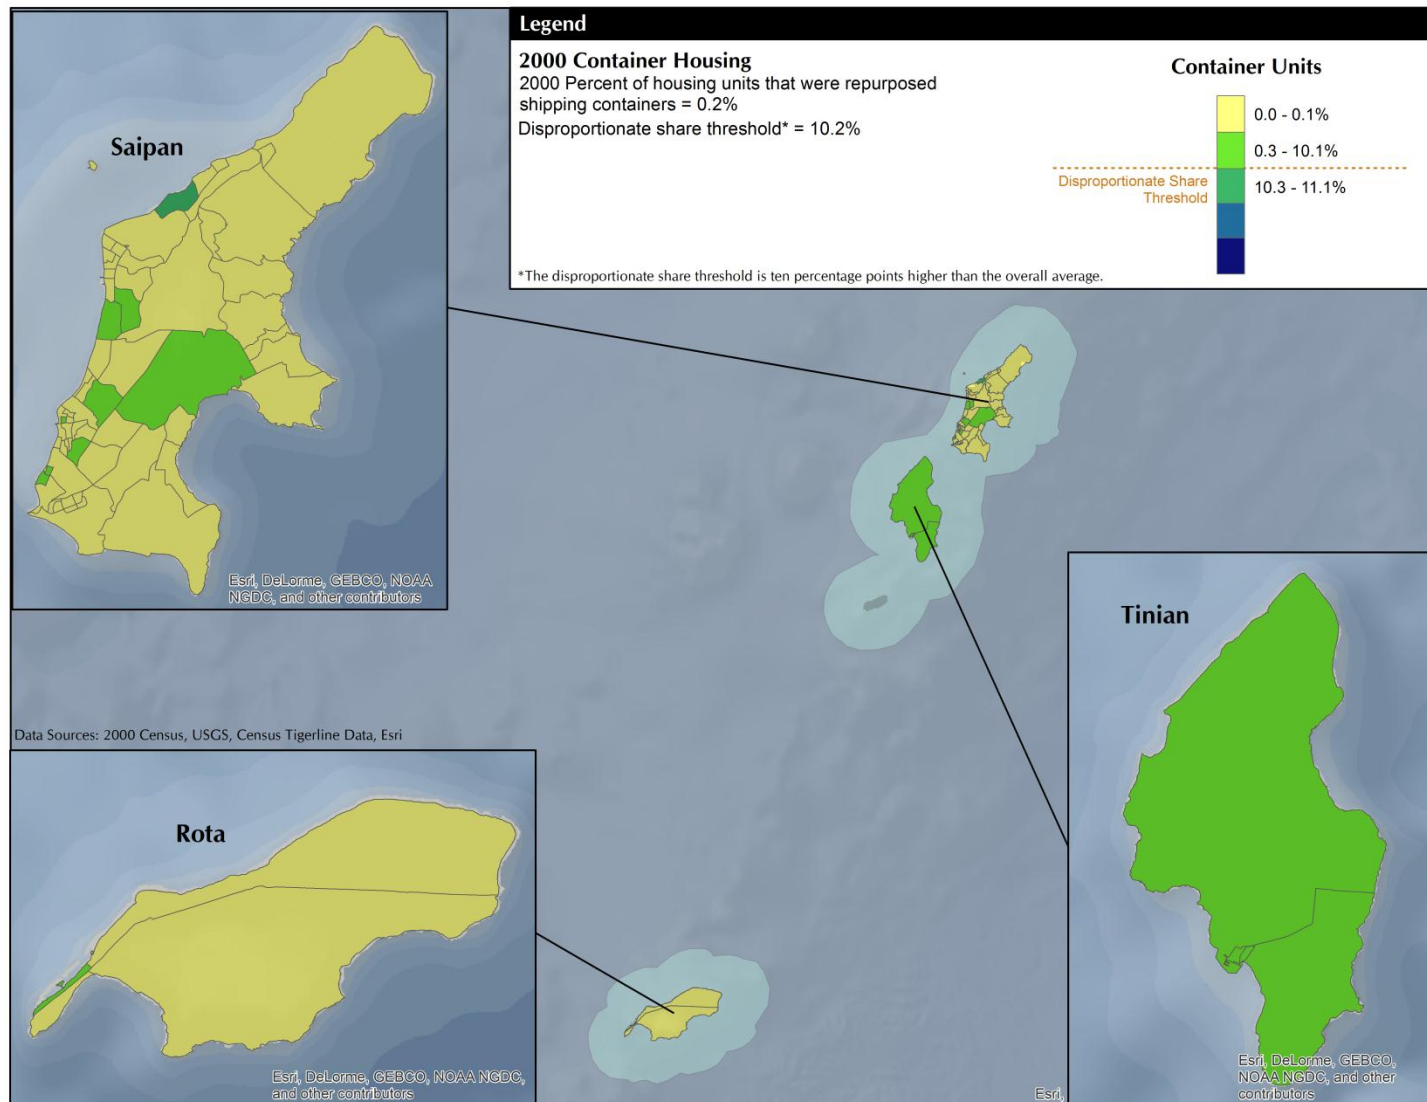 Legend
2000 Container Housing
2000 Percent of housing units that were repurposed
shipping containers = 0.2%
Disproportionate share threshold* = 10.2%
Container Units
0.0 - 0.1%
0.3 - 10.1%
Disproportionate Share
Threshold
10.3 - 11.1%
*The disproportionate share threshold is ten percentage points higher than the overall average.
Saipan
Esri, DeLorme, GEBCO, NOAA
NGDC, and other contributors
Tinian
Esri, DeLorme, GEBCO,
NOAA NGDC, and other
contributors
Data Sources: 2000 Census, USGS, Census Tigerline Data, Esri
Rota
Esri, DeLorme, GEBCO, NOAA NGDC,
and other contributors
Esri,